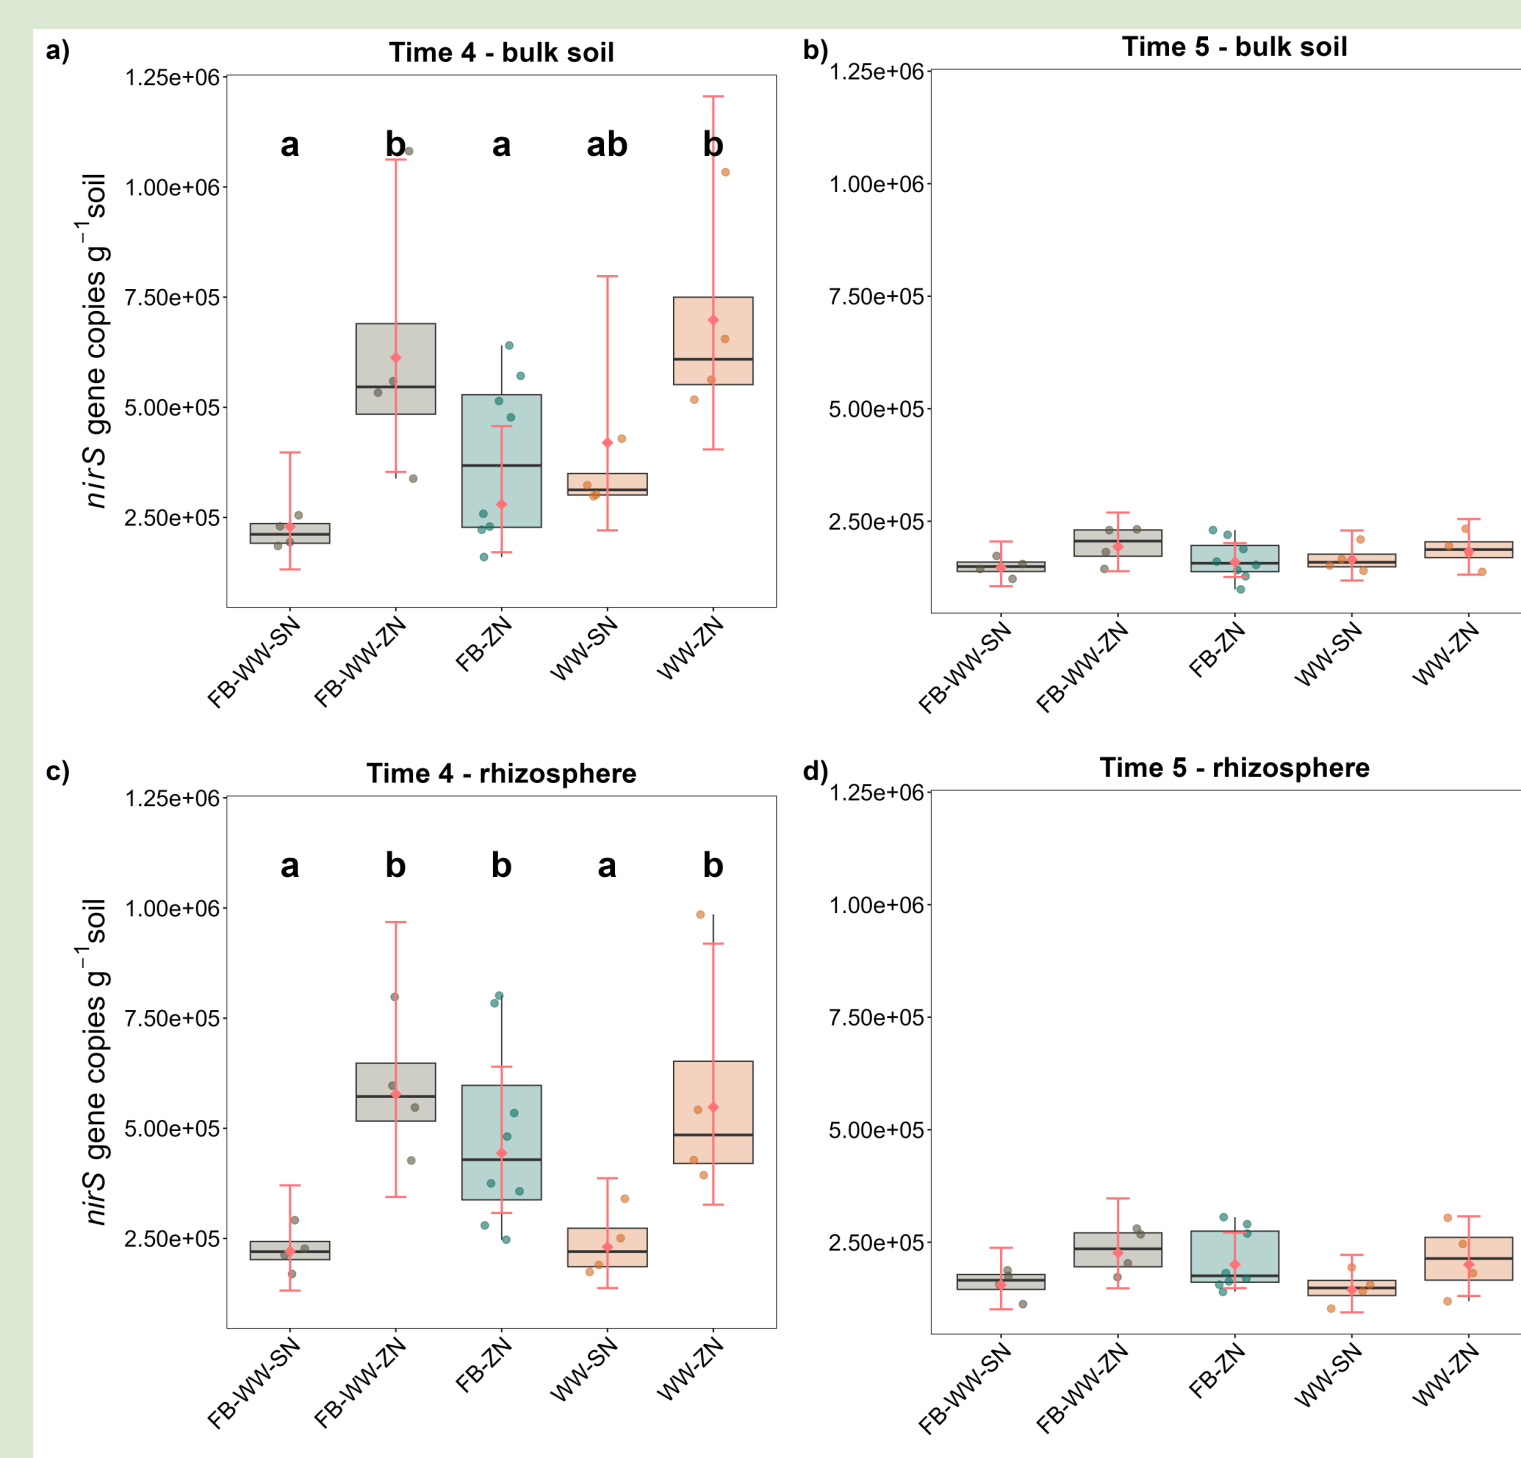 a)
Time 4 - bulk soil
nirS gene copies g⁻¹soil
1.25e+06
1.00e+06
7.50e+05
5.00e+05
2.50e+05
a b a ab b
FB-WW-SN FB-WW-ZN FB-ZN WW-SN WW-ZN
b)
Time 5 - bulk soil
1.25e+06
1.00e+06
7.50e+05
5.00e+05
2.50e+05
FB-WW-SN FB-WW-ZN FB-ZN WW-SN WW-ZN
c)
Time 4 - rhizosphere
nirS gene copies g⁻¹soil
1.25e+06
1.00e+06
7.50e+05
5.00e+05
2.50e+05
a b b a b
FB-WW-SN FB-WW-ZN FB-ZN WW-SN WW-ZN
d)
Time 5 - rhizosphere
1.25e+06
1.00e+06
7.50e+05
5.00e+05
2.50e+05
FB-WW-SN FB-WW-ZN FB-ZN WW-SN WW-ZN